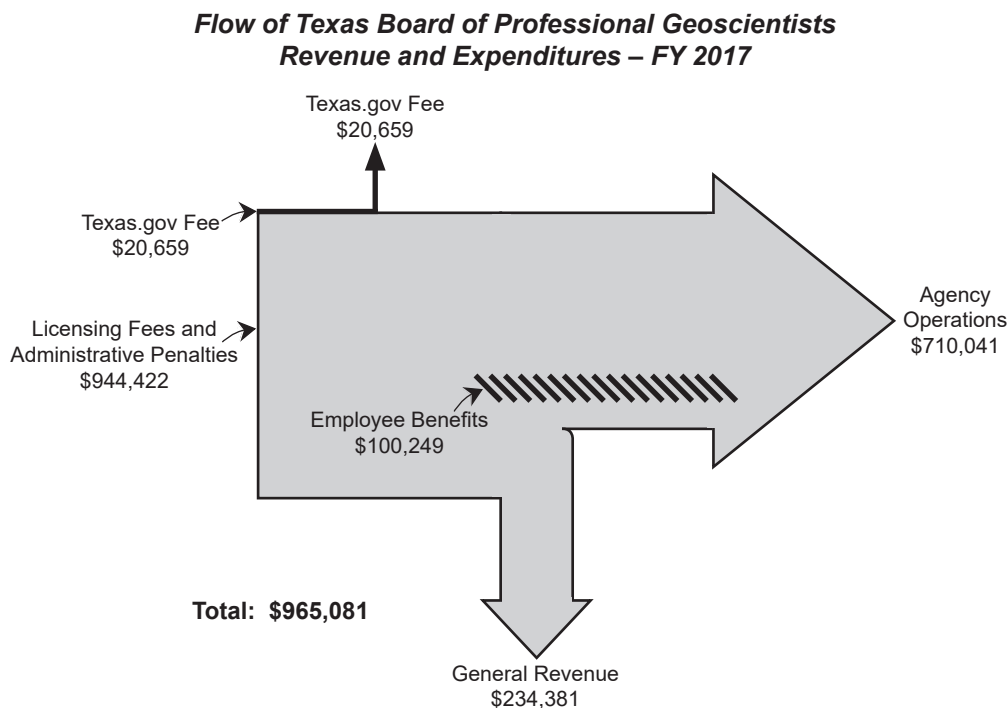 Flow of Texas Board of Professional Geoscientists
Revenue and Expenditures – FY 2017
Texas.gov Fee
$20,659
Texas.gov Fee
$20,659
Licensing Fees and
Administrative Penalties
$944,422
Agency
Operations
$710,041
Employee Benefits
$100,249
Total: $965,081
General Revenue
$234,381